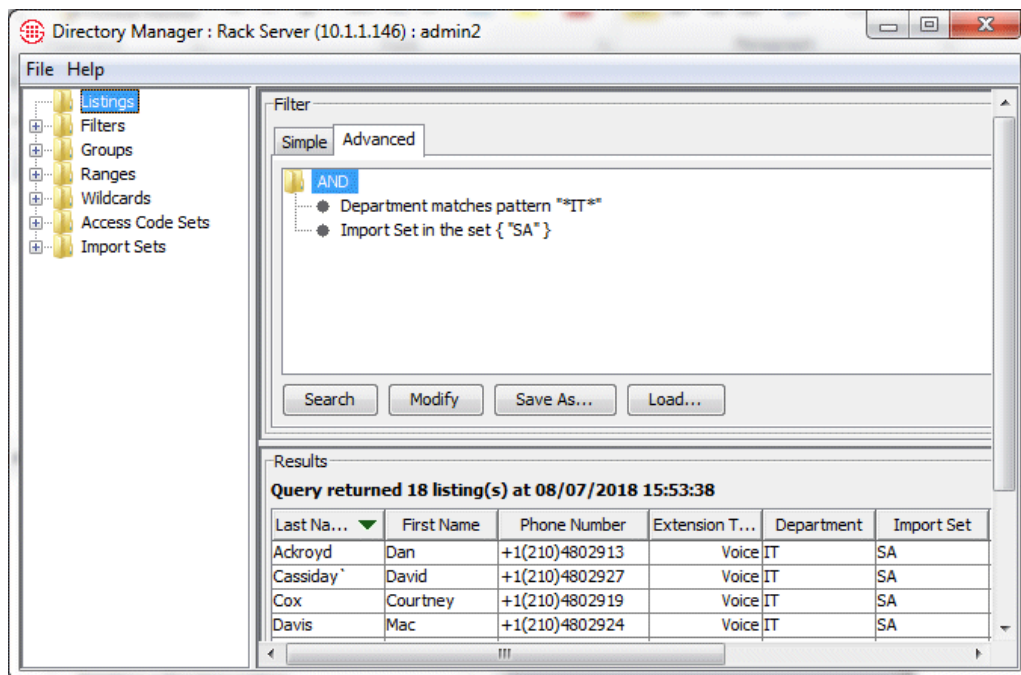 Directory Manager : Rack Server (10.1.1.146) : admin2
File Help
Listings
Filters
Groups
Ranges
Wildcards
Access Code Sets
Import Sets
Filter
Simple Advanced
AND
Department matches pattern "*IT*"
Import Set in the set { "SA" }
Search Modify Save As... Load...
Results
Query returned 18 listing(s) at 08/07/2018 15:53:38
Last Na... First Name Phone Number Extension T... Department Import Set
Ackroyd Dan +1(210)4802913 Voice IT SA
Cassiday` David +1(210)4802927 Voice IT SA
Cox Courtney +1(210)4802919 Voice IT SA
Davis Mac +1(210)4802924 Voice IT SA